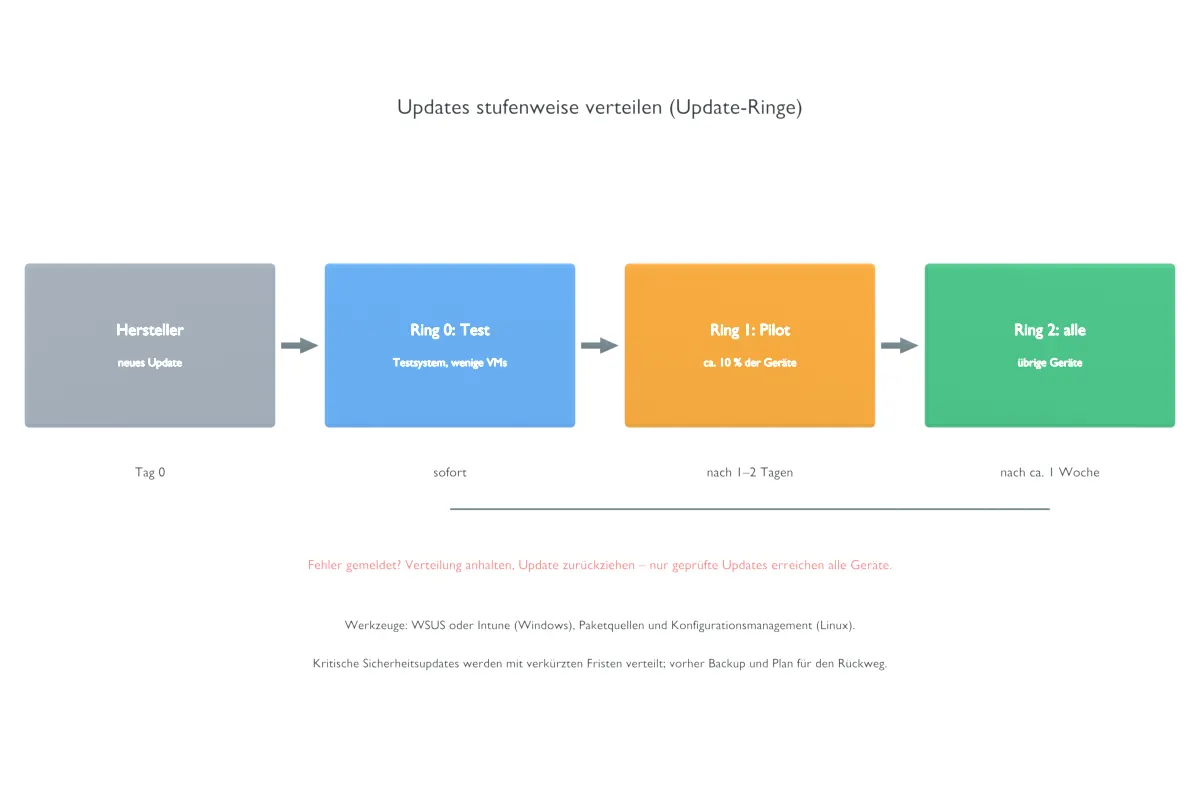 Updates stufenweise verteilen (Update-Ringe)
Hersteller
neues Update
Ring 0: Test
Testsystem, wenige VMs
Ring 1: Pilot
ca. 10 % der Geräte
Ring 2: alle
übrige Geräte
Tag 0
sofort
nach 1–2 Tagen
nach ca. 1 Woche
Fehler gemeldet? Verteilung anhalten, Update zurückziehen – nur geprüfte Updates erreichen alle Geräte.
Werkzeuge: WSUS oder Intune (Windows), Paketquellen und Konfigurationsmanagement (Linux).
Kritische Sicherheitsupdates werden mit verkürzten Fristen verteilt; vorher Backup und Plan für den Rückweg.